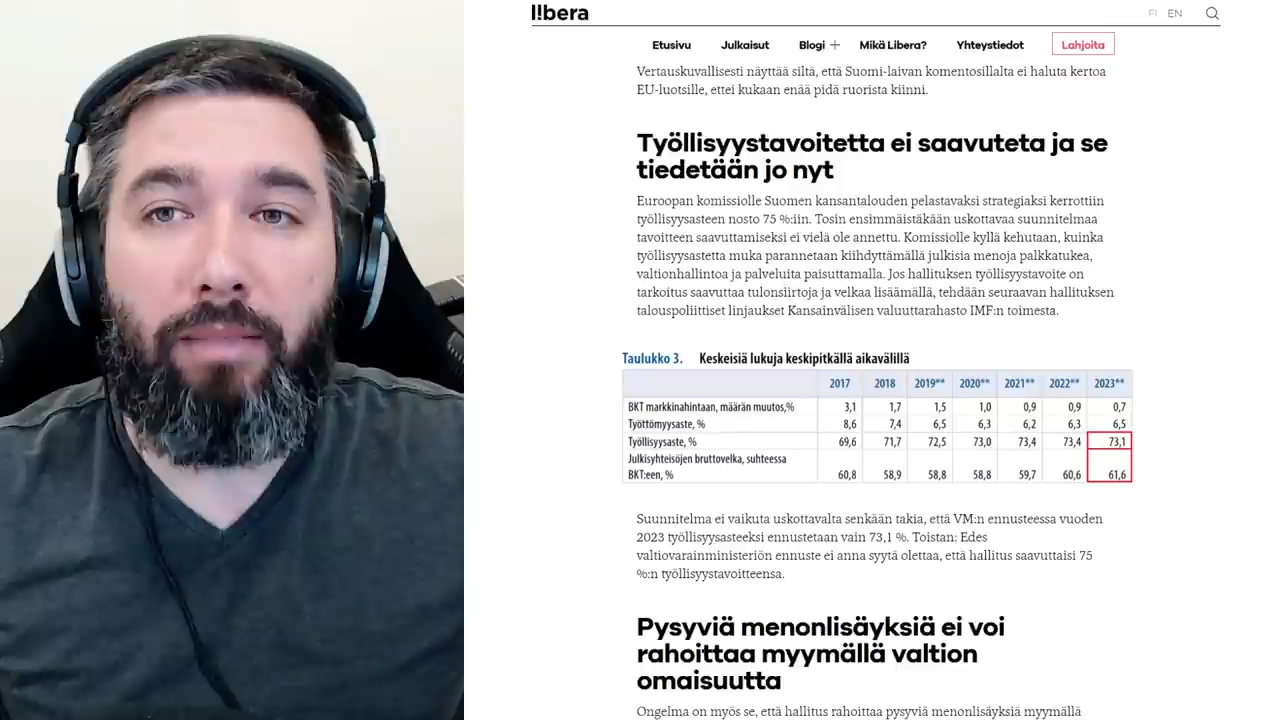 l!bera
FI EN
Etusivu Julkaisut Blogi + Mikä Libera? Yhteystiedot Lahjoita
Vertauskuvallisesti näyttää siltä, että Suomi-laivan komentosillalta ei haluta kertoa
EU-luotsille, ettei kukaan enää pidä ruorista kiinni.
Työllisyystavoitetta ei saavuteta ja se
tiedetään jo nyt
Euroopan komissiolle Suomen kansantalouden pelastavaksi strategiaksi kerrottiin
työllisyysasteen nosto 75 %:iin. Tosin ensimmäistäkään uskottavaa suunnitelmaa
tavoitteen saavuttamiseksi ei vielä ole annettu. Komissiolle kyllä kehutaan, kuinka
työllisyysastetta muka parannetaan kiihdyttämällä julkisia menoja palkkatukea,
valtionhallintoa ja palveluita paisuttamalla. Jos hallituksen työllisyystavoite on
tarkoitus saavuttaa tulonsiirtoja ja velkaa lisäämällä, tehdään seuraavan hallituksen
talouspoliittiset linjaukset Kansainvälisen valuuttarahasto IMF:n toimesta.
Taulukko 3. Keskeisiä lukuja keskipitkällä aikavälillä
2017 2018 2019** 2020** 2021** 2022** 2023**
BKT markkinahintaan, määrän muutos,% 3,1 1,7 1,5 1,0 0,9 0,9 0,7
Työttömyysaste, % 8,6 7,4 6,5 6,3 6,2 6,3 6,5
Työllisyysaste, % 69,6 71,7 72,5 73,0 73,4 73,4 73,1
Julkisyhteisöjen bruttovelka, suhteessa
BKT:een, % 60,8 58,9 58,8 58,8 59,7 60,6 61,6
Suunnitelma ei vaikuta uskottavalta senkään takia, että VM:n ennusteessa vuoden
2023 työllisyysasteeksi ennustetaan vain 73,1 %. Toistan: Edes
valtiovarainministeriön ennuste ei anna syytä olettaa, että hallitus saavuttaisi 75
%:n työllisyystavoitteensa.
Pysyviä menonlisäyksiä ei voi
rahoittaa myymällä valtion
omaisuutta
Ongelma on myös se, että hallitus rahoittaa pysyviä menonlisäyksiä myymällä